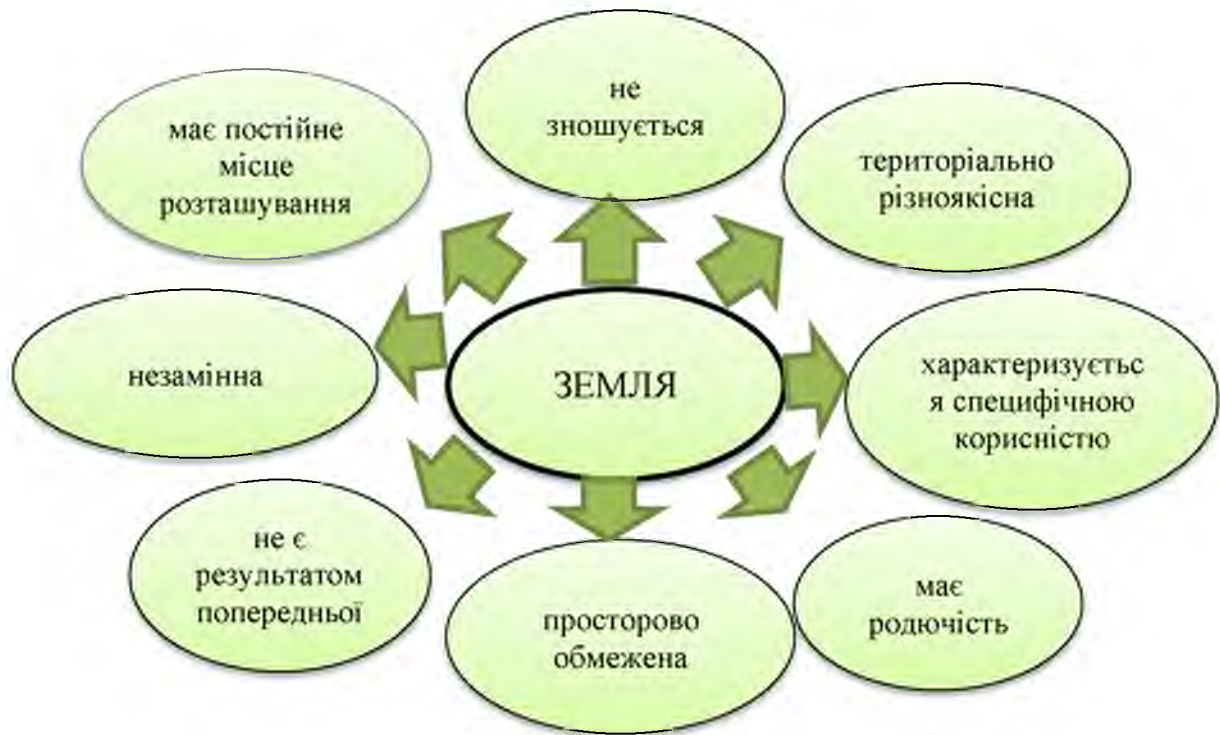 не
зношується
має постійне
місце
розташування
територіально
різноякісна
незамінна
ЗЕМЛЯ
характеризуєтьс
я специфічною
корисністю
не є
результатом
попередньої
просторово
обмежена
має
родючість